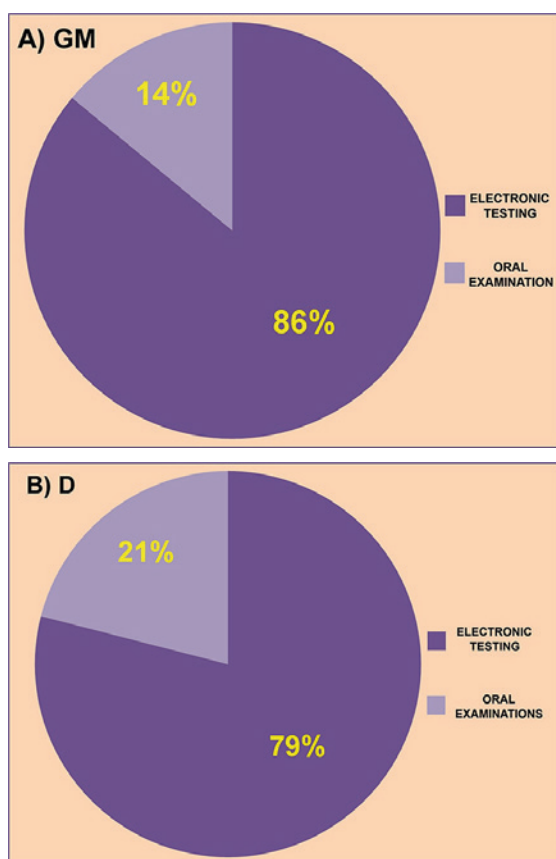 A) GM
14%
ELECTRONIC
TESTING
ORAL
EXAMINATION
86%
B) D
21%
ELECTRONIC
TESTING
ORAL
EXAMINATIONS
79%